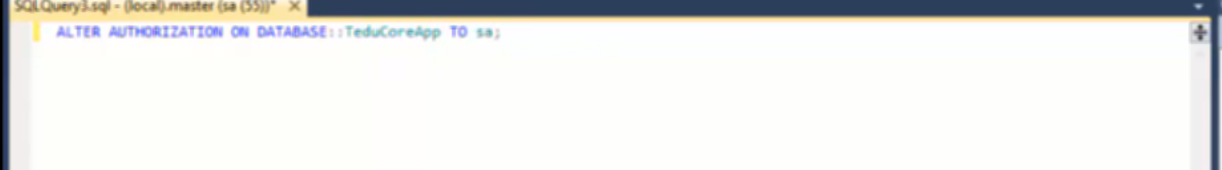 SQLQuery3.sql - (local).master (sa (55))*
ALTER AUTHORIZATION ON DATABASE::TeduCoreApp TO sa;